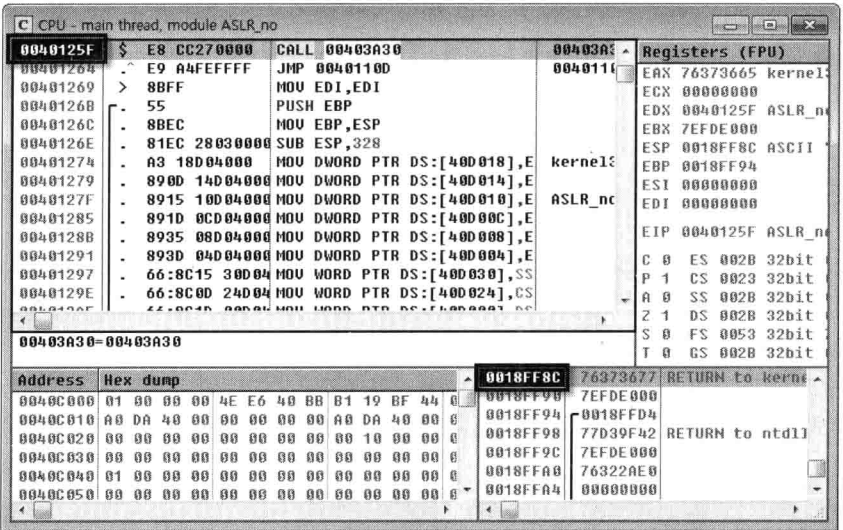 C CPU - main thread, module ASLR_no
0040125F $ E8 CC270000 CALL 00403A30 00403A3
00401264 .^ E9 A4FEFFFF JMP 0040110D 0040110
00401269 > 8BFF MOV EDI,EDI
0040126B . 55 PUSH EBP
0040126C . 8BEC MOV EBP,ESP
0040126E . 81EC 28030000 SUB ESP,328
00401274 . A3 18D04000 MOV DWORD PTR DS:[40D018],E kernel3
00401279 . 890D 14D04000 MOV DWORD PTR DS:[40D014],E
0040127F . 8915 10D04000 MOV DWORD PTR DS:[40D010],E ASLR_no
00401285 . 891D 0CD04000 MOV DWORD PTR DS:[40D00C],E
0040128B . 8935 08D04000 MOV DWORD PTR DS:[40D008],E
00401291 . 893D 04D04000 MOV DWORD PTR DS:[40D004],E
00401297 . 66:8C15 30D04 MOV WORD PTR DS:[40D030],SS
0040129E . 66:8C0D 24D04 MOV WORD PTR DS:[40D024],CS
00403A30=00403A30
Registers (FPU)
EAX 76373665 kernel3
ECX 00000000
EDX 0040125F ASLR_no
EBX 7EFDE000
ESP 0018FF8C ASCII "
EBP 0018FF94
ESI 00000000
EDI 00000000
EIP 0040125F ASLR_no
C 0 ES 002B 32bit
P 1 CS 0023 32bit
A 0 SS 002B 32bit
Z 1 DS 002B 32bit
S 0 FS 0053 32bit
T 0 GS 002B 32bit
Address Hex dump
0040C000 01 00 00 00 4E E6 40 BB B1 19 BF 44 0
0040C010 A0 DA 40 00 00 00 00 00 A0 DA 40 00 0
0040C020 00 00 00 00 00 00 00 00 00 10 00 00 0
0040C030 00 00 00 00 00 00 00 00 00 00 00 00 0
0040C040 01 00 00 00 00 00 00 00 00 00 00 00 0
0040C050 00 00 00 00 00 00 00 00 00 00 00 00 0
0018FF8C 76373677 RETURN to kerne
0018FF90 7EFDE000
0018FF94 0018FFD4
0018FF98 77D39F42 RETURN to ntdll
0018FF9C 7EFDE000
0018FFA0 76322AE0
0018FFA4 00000000